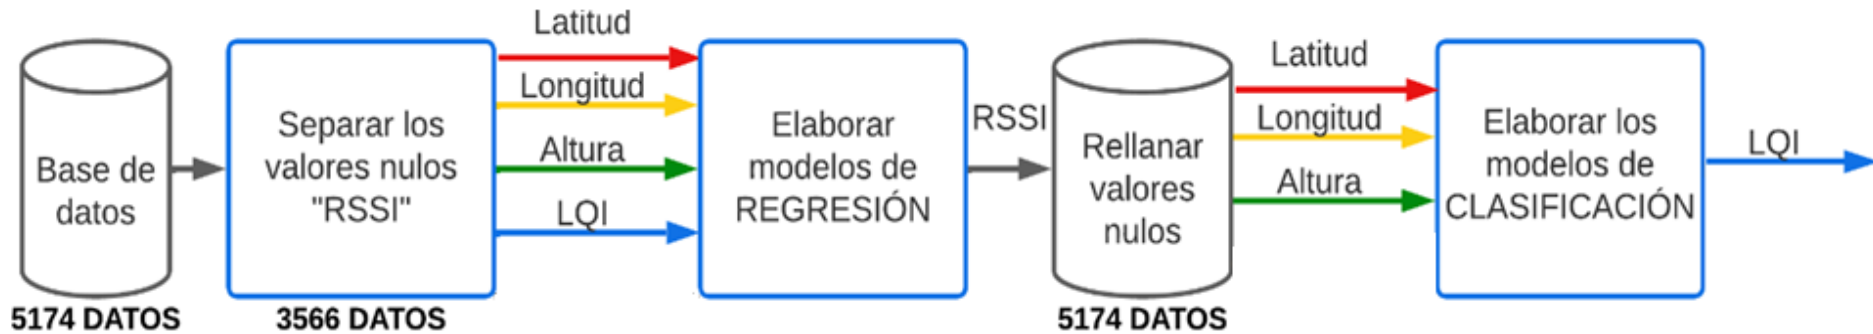 Base de
datos
5174 DATOS
Separar los
valores nulos
"RSSI"
3566 DATOS
Latitud
Longitud
Altura
LQI
Elaborar
modelos de
REGRESIÓN
RSSI
Rellanar
valores
nulos
5174 DATOS
Latitud
Longitud
Altura
Elaborar los
modelos de
CLASIFICACIÓN
LQI